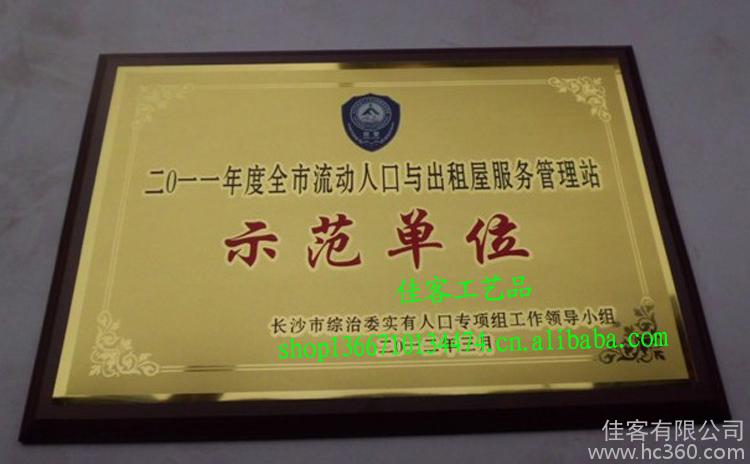 二0一一年度全市流动人口与出租屋服务管理站
示范单位
佳客工艺品
长沙市综治委实有人口专项组工作领导小组
shop1366710134474.cn.alibaba.com
佳客有限公司
www.hc360.com